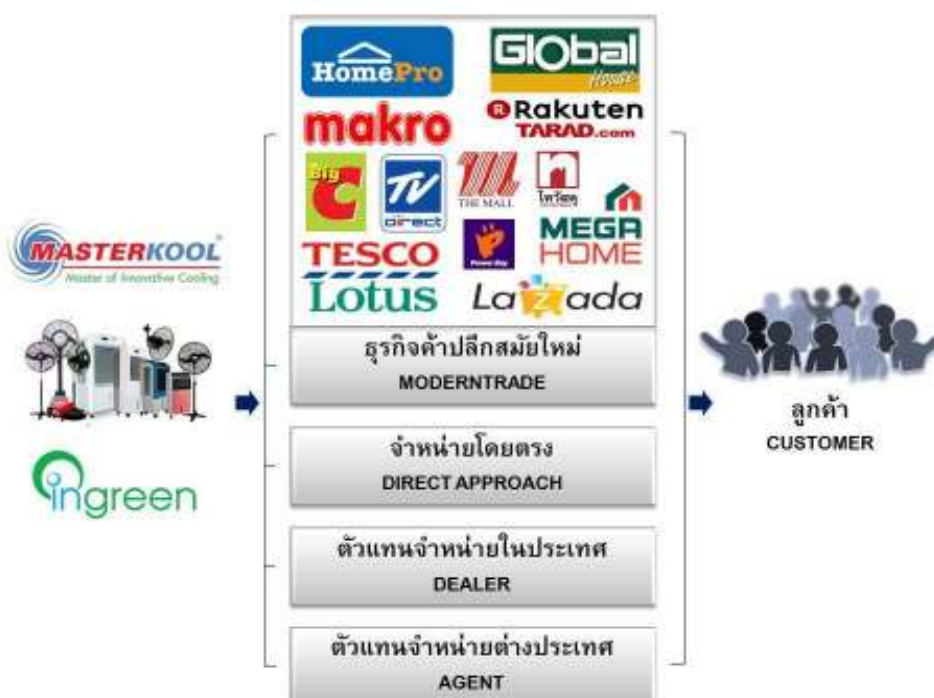 HomePro
Global
House
makro
Rakuten
TARAD.com
Big
C
TV
direct
THE MALL
ไทวัสดุ
MEGA
HOME
Power Buy
TESCO
Lotus
Lazada
MASTERKOOL®
Master of Innovative Cooling
ingreen
ธุรกิจค้าปลีกสมัยใหม่
MODERNTRADE
จำหน่ายโดยตรง
DIRECT APPROACH
ตัวแทนจำหน่ายในประเทศ
DEALER
ตัวแทนจำหน่ายต่างประเทศ
AGENT
ลูกค้า
CUSTOMER